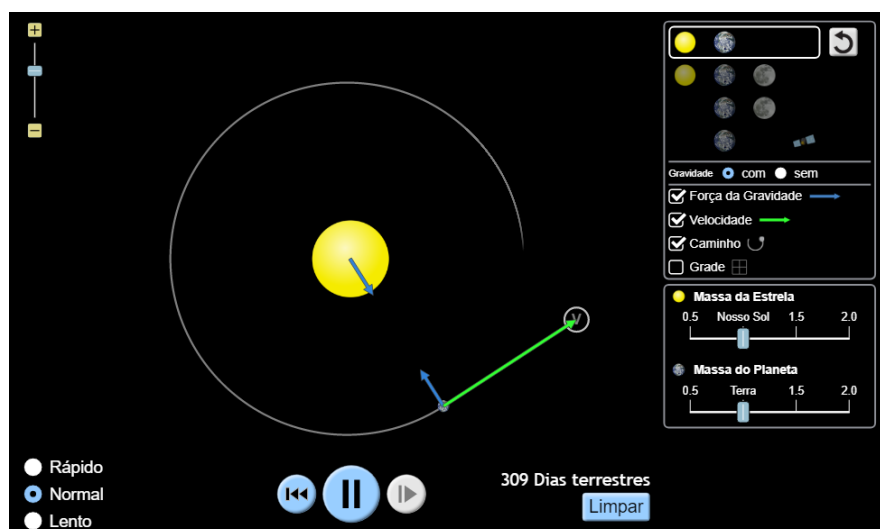 +
−
Gravidade com sem
Força da Gravidade
Velocidade
Caminho
Grade
Massa da Estrela
0.5 Nosso Sol 1.5 2.0
Massa do Planeta
0.5 Terra 1.5 2.0
V
Rápido
Normal
Lento
309 Dias terrestres
Limpar